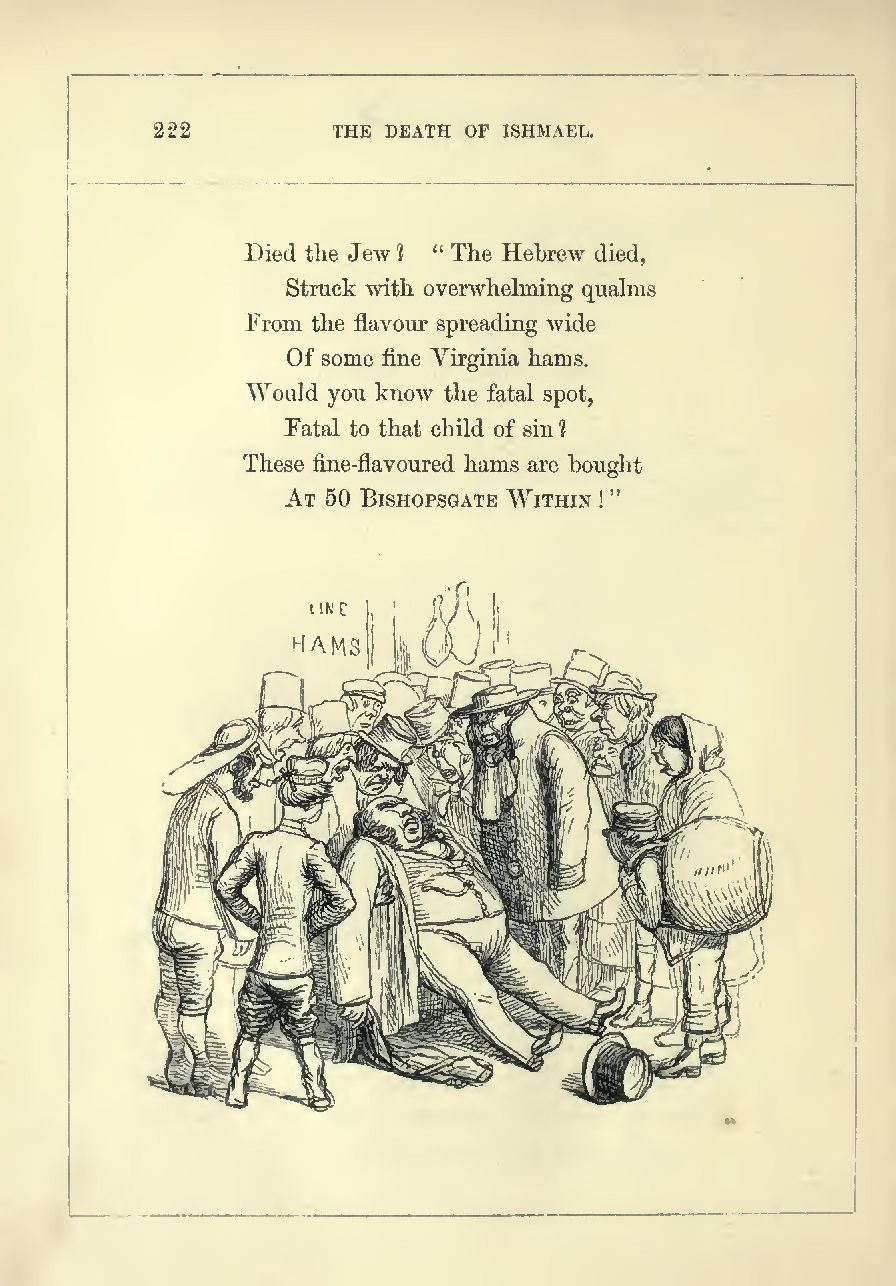 222 THE DEATH OF ISHMAEL.
Died the Jew? “The Hebrew died,
Struck with overwhelming qualms
From the flavour spreading wide
Of some fine Virginia hams.
Would you know the fatal spot,
Fatal to that child of sin?
These fine-flavoured hams are bought
At 50 Bishopsgate Within!”
HAMS